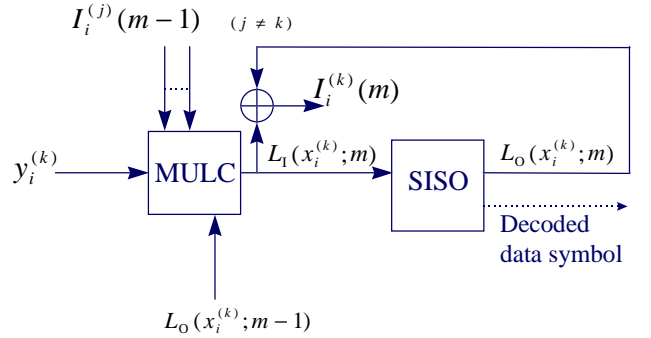 I_i^{(j)}(m−1) (j ≠ k)
I_i^{(k)}(m)
y_i^{(k)}
MULC
L_I(x_i^{(k)};m)
SISO
L_O(x_i^{(k)};m)
Decoded
data symbol
L_O(x_i^{(k)};m−1)